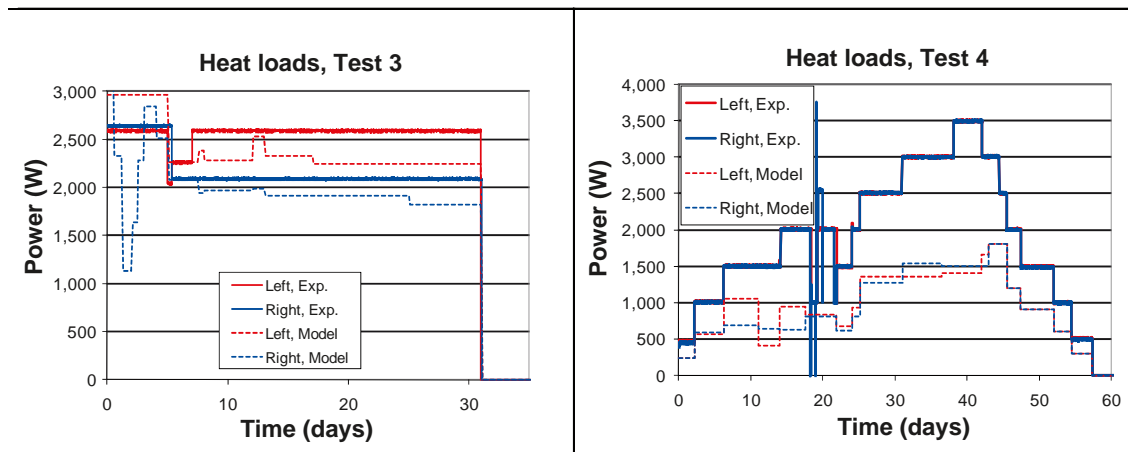 Heat loads, Test 3
3,000
2,500
2,000
1,500
1,000
500
0
Power (W)
Left, Exp.
Right, Exp.
Left, Model
Right, Model
0
10
20
30
Time (days)
Heat loads, Test 4
4,000
3,500
3,000
2,500
2,000
1,500
1,000
500
0
Power (W)
Left, Exp.
Right, Exp.
Left, Model
Right, Model
0
10
20
30
40
50
60
Time (days)